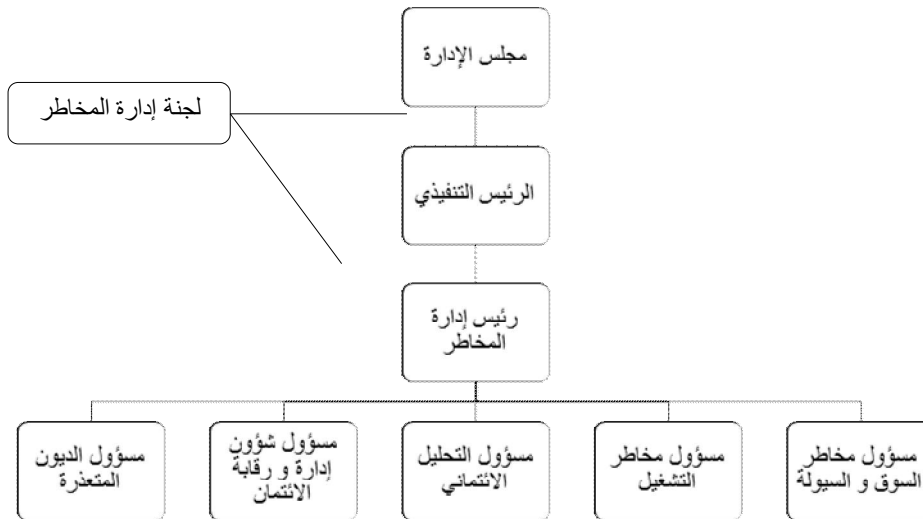 مجلس الإدارة
لجنة إدارة المخاطر
الرئيس التنفيذي
رئيس إدارة
المخاطر
مسؤول مخاطر
السوق و السيولة
مسؤول مخاطر
التشغيل
مسؤول التحليل
الائتماني
مسؤول شؤون
إدارة و رقابة
الائتمان
مسؤول الديون
المتعذرة